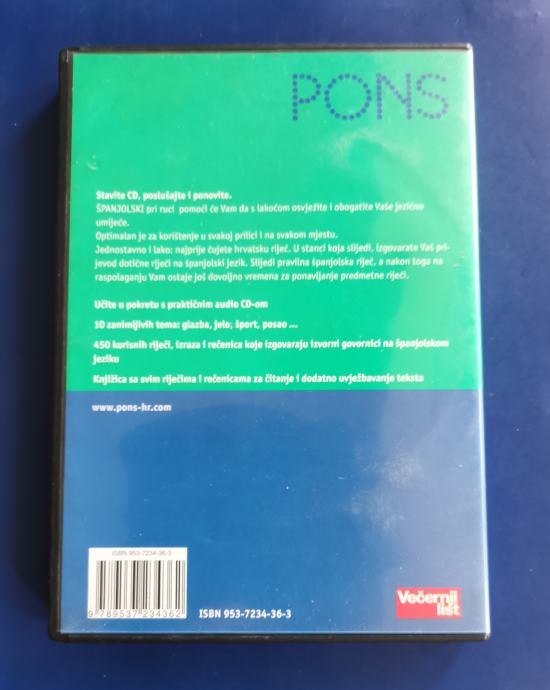 PONS
Stavite CD, poslušajte i ponovite.
ŠPANJOLSKI pri ruci pomoći će Vam da s lakoćom osvježite i obogatite Vaše jezično
umijeće.
Optimalan je za korištenje u svakoj prilici i na svakom mjestu.
Jednostavno i lako: najprije čujete hrvatsku riječ. U stanci koja slijedi, izgovarate Vaš pri-
jevod dotične riječi na španjolski jezik. Slijedi pravilna španjolska riječ, a nakon toga na
raspolaganju Vam ostaje još dovoljno vremena za ponavljanje predmetne riječi.
Učite u pokretu s praktičnim audio CD-om
10 zanimljivih tema: glazba, jelo, šport, posao ...
450 korisnih riječi, izraza i rečenica koje izgovaraju izvorni govornici na španjolskom
jeziku
Knjižica sa svim riječima i rečenicama za čitanje i dodatno uvježbavanje teksta
www.pons-hr.com
ISBN 953-7234-36-3
9 789537 234362
ISBN 953-7234-36-3
Večernji
list